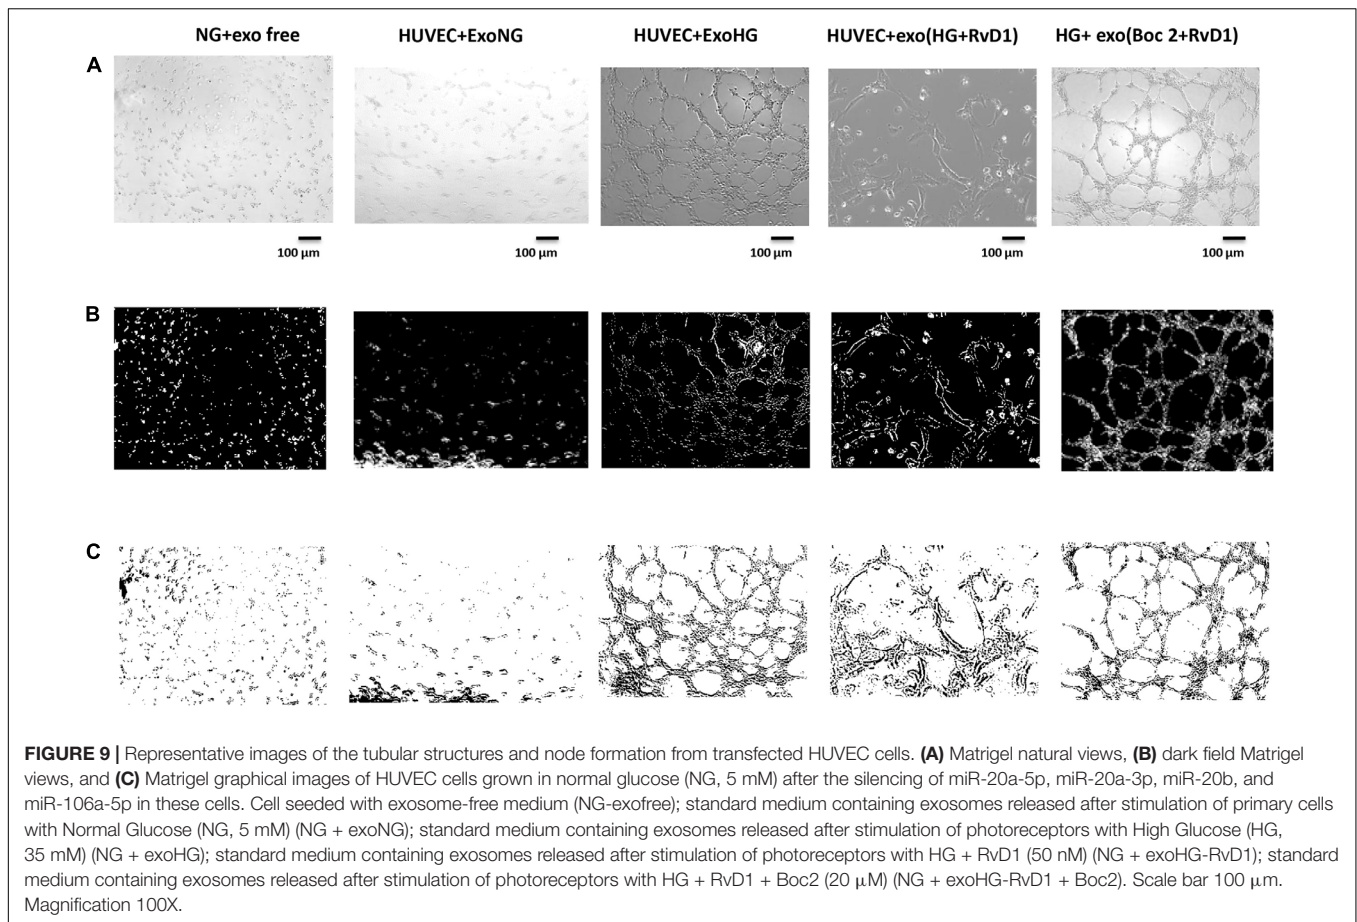 NG+exo free HUVEC+ExoNG HUVEC+ExoHG HUVEC+exo(HG+RvD1) HG+ exo(Boc 2+RvD1)
A
100 µm 100 µm 100 µm 100 µm
B
C
FIGURE 9 | Representative images of the tubular structures and node formation from transfected HUVEC cells. (A) Matrigel natural views, (B) dark field Matrigel
views, and (C) Matrigel graphical images of HUVEC cells grown in normal glucose (NG, 5 mM) after the silencing of miR-20a-5p, miR-20a-3p, miR-20b, and
miR-106a-5p in these cells. Cell seeded with exosome-free medium (NG-exofree); standard medium containing exosomes released after stimulation of primary cells
with Normal Glucose (NG, 5 mM) (NG + exoNG); standard medium containing exosomes released after stimulation of photoreceptors with High Glucose (HG,
35 mM) (NG + exoHG); standard medium containing exosomes released after stimulation of photoreceptors with HG + RvD1 (50 nM) (NG + exoHG-RvD1); standard
medium containing exosomes released after stimulation of photoreceptors with HG + RvD1 + Boc2 (20 µM) (NG + exoHG-RvD1 + Boc2). Scale bar 100 µm.
Magnification 100X.